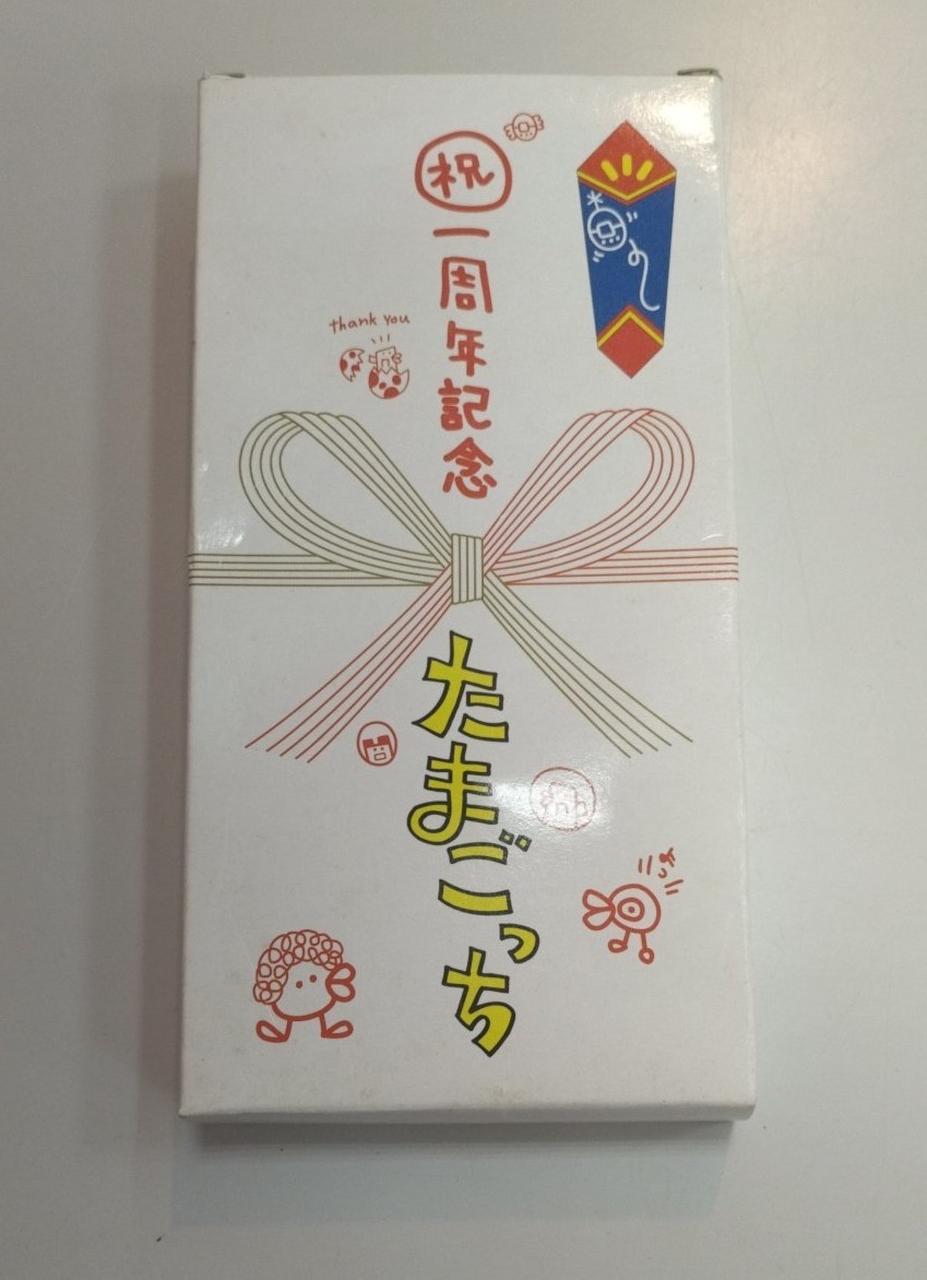 祝
一周年記念
thank you
たまごっち